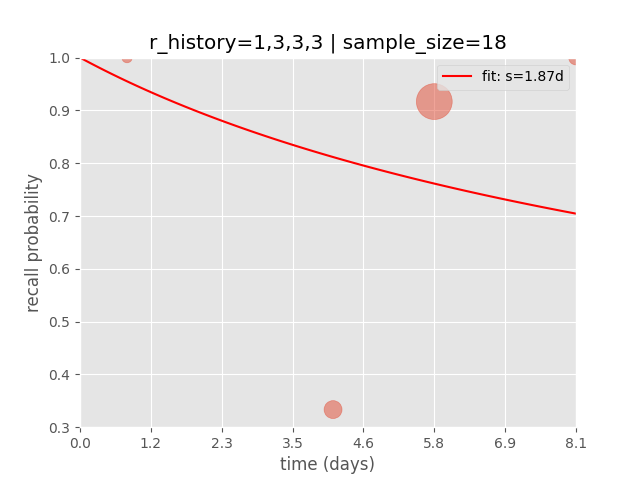 r_history=1,3,3,3 | sample_size=18
fit: s=1.87d
recall probability
1.0
0.9
0.8
0.7
0.6
0.5
0.4
0.3
0.0 1.2 2.3 3.5 4.6 5.8 6.9 8.1
time (days)